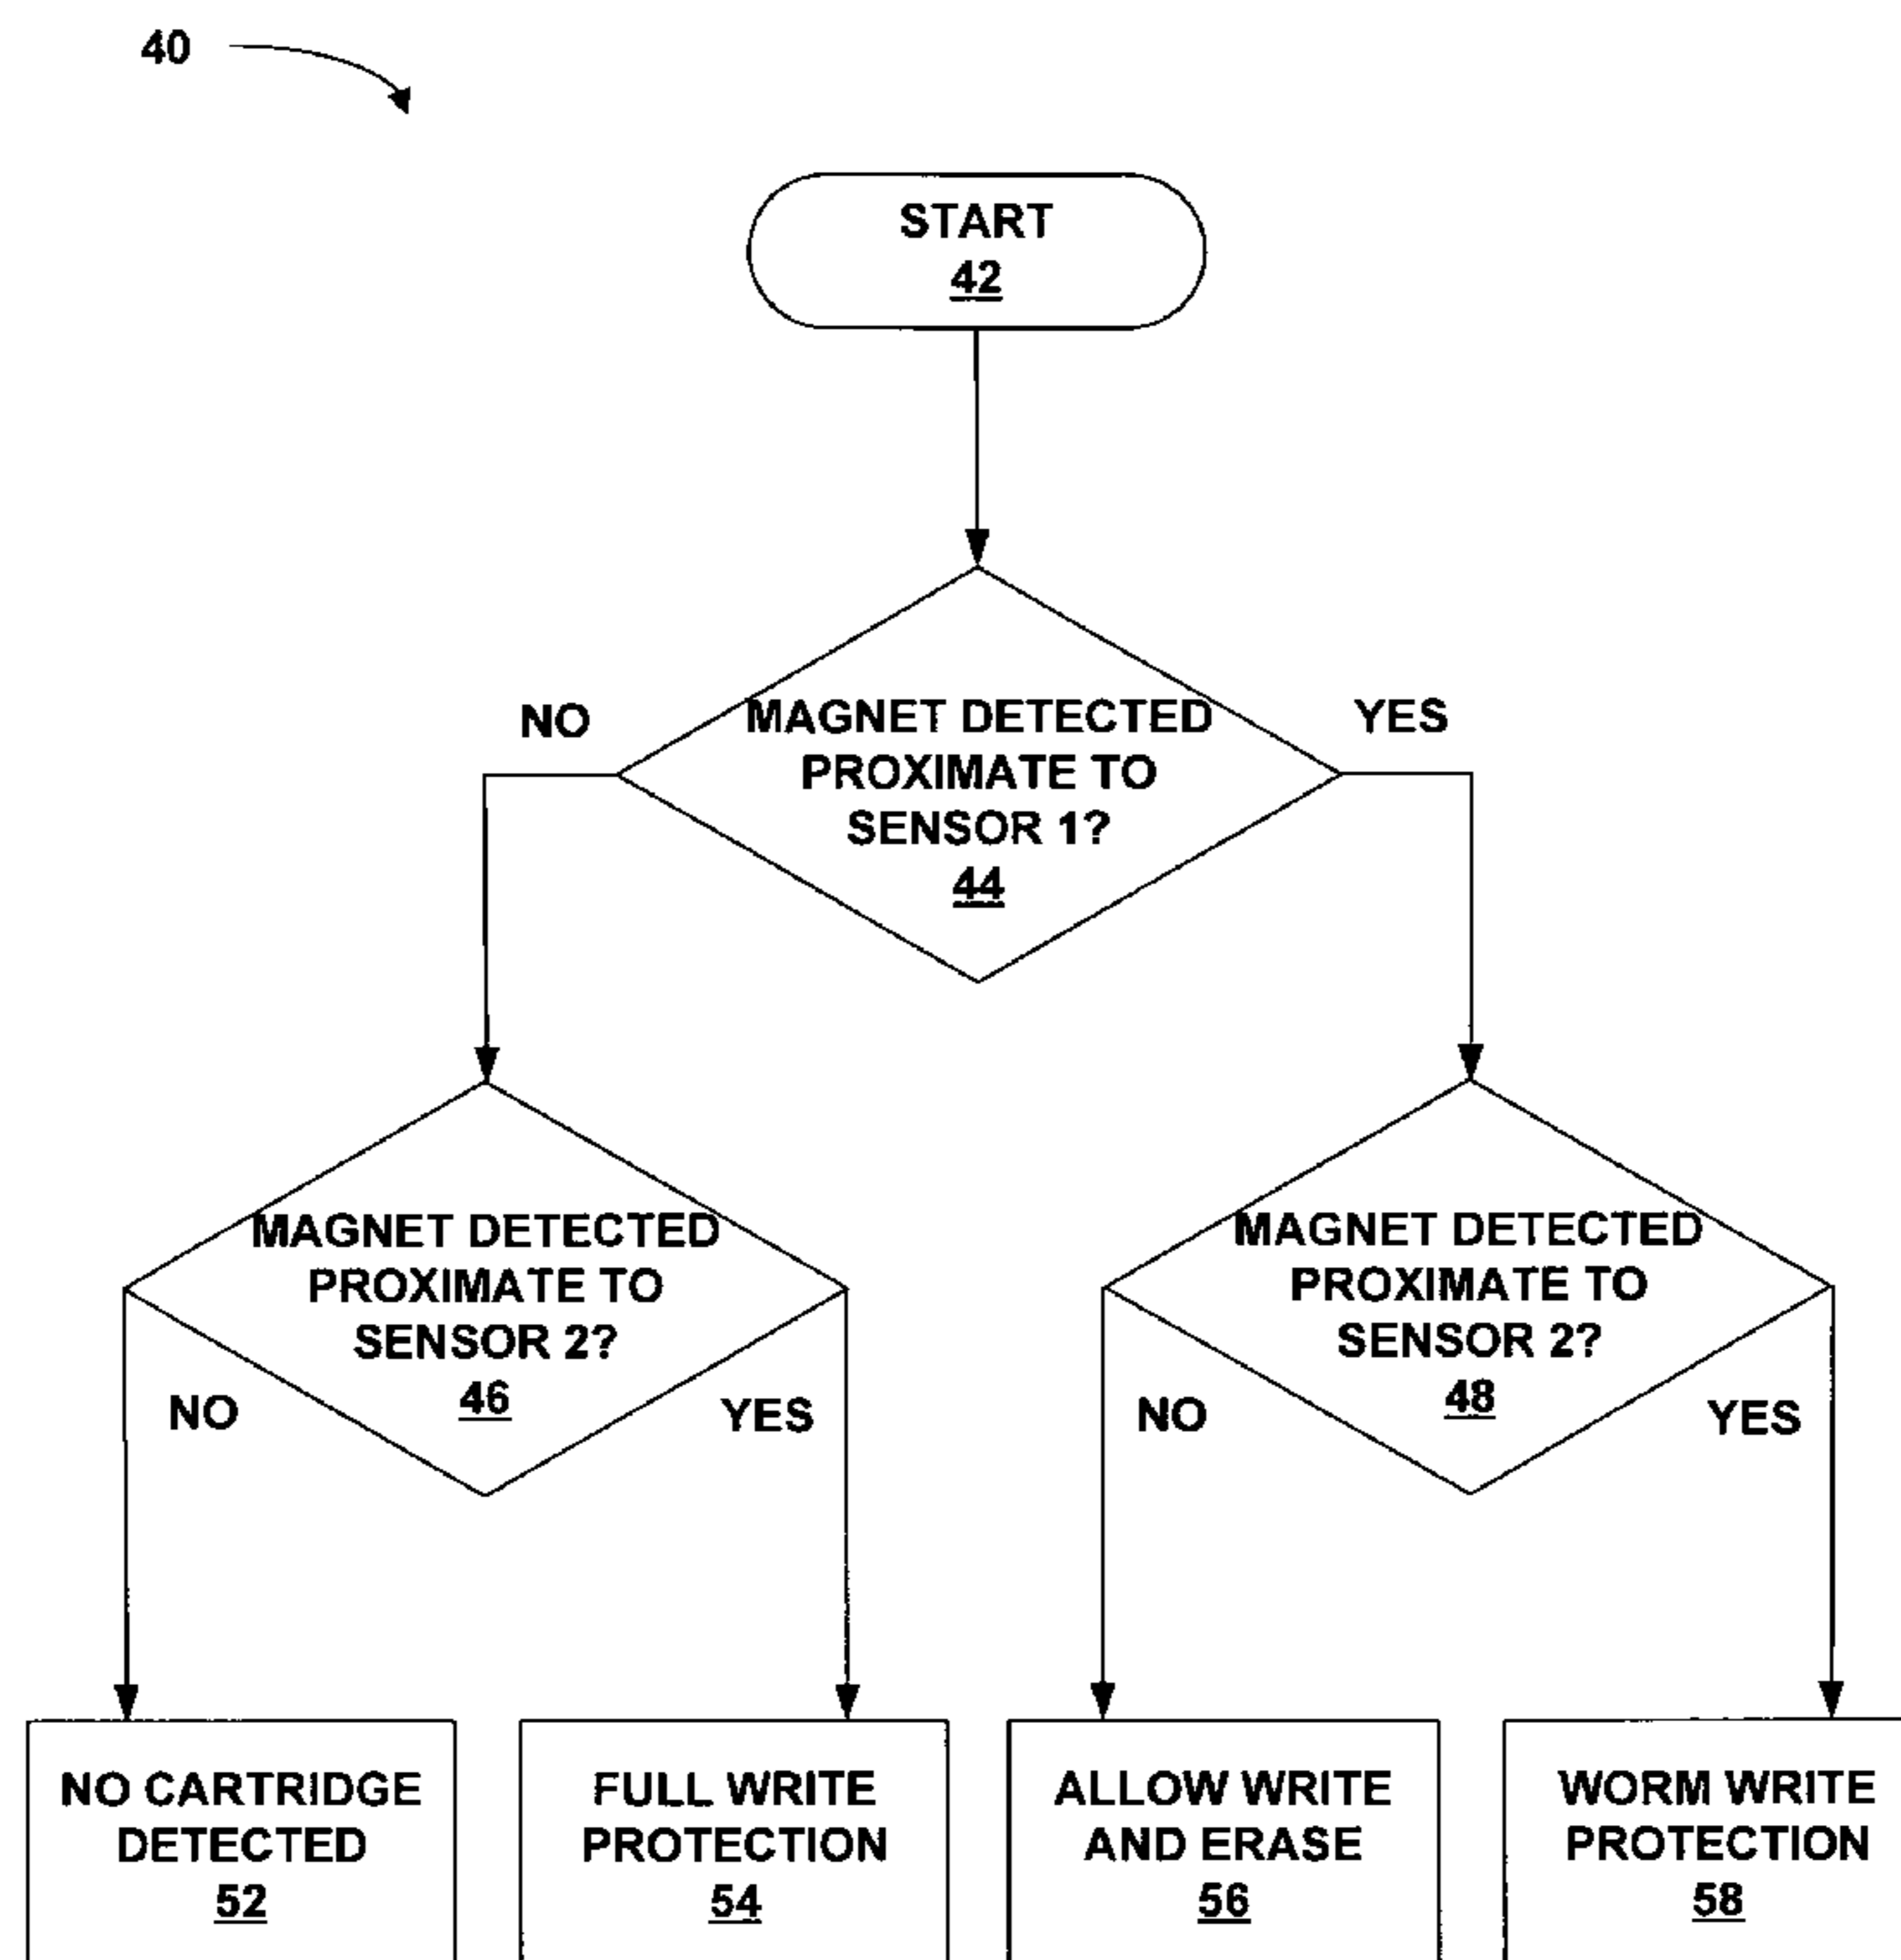 40
START
42
NO
MAGNET DETECTED
PROXIMATE TO
SENSOR 1?
44
YES
MAGNET DETECTED
PROXIMATE TO
SENSOR 2?
46
NO
YES
MAGNET DETECTED
PROXIMATE TO
SENSOR 2?
48
NO
YES
NO CARTRIDGE
DETECTED
52
FULL WRITE
PROTECTION
54
ALLOW WRITE
AND ERASE
56
WORM WRITE
PROTECTION
58